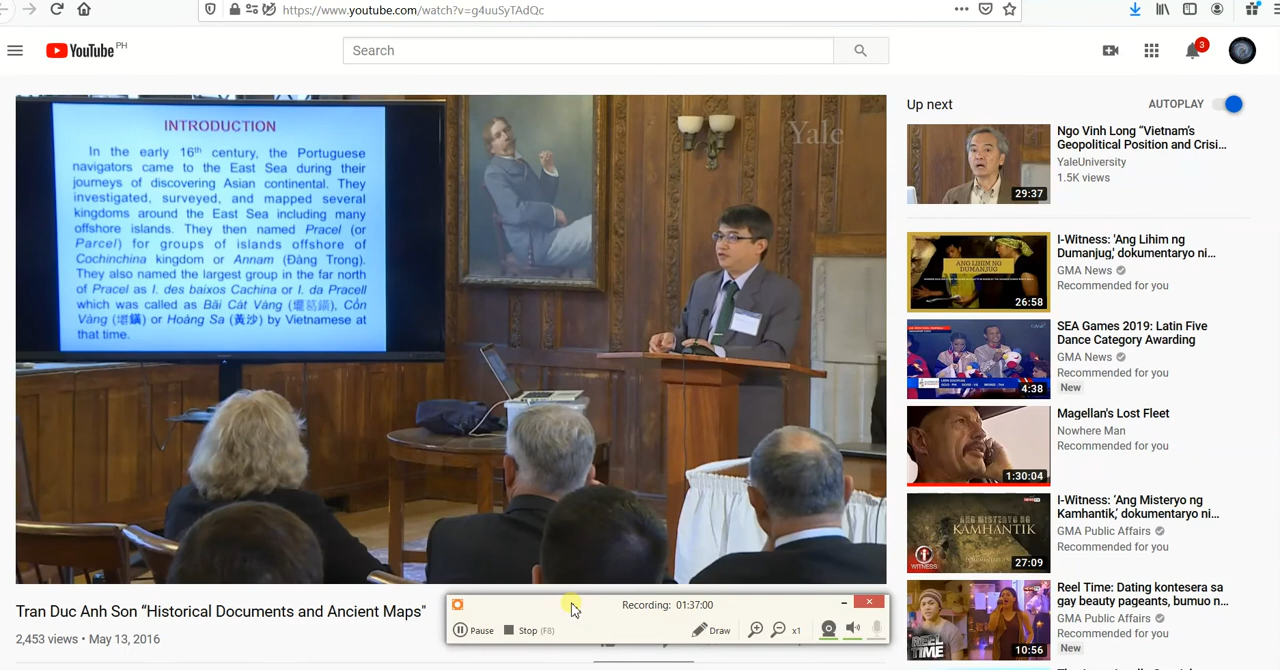 https://www.youtube.com/watch?v=g4uuSyTAdQc
YouTube PH
Search
3
Yale
INTRODUCTION
In the early 16th century, the Portuguese
navigators came to the East Sea during their
journeys of discovering Asian continental. They
investigated, surveyed, and mapped several
kingdoms around the East Sea including many
offshore islands. They then named Pracel (or
Parcel) for groups of islands offshore of
Cochinchina kingdom or Annam (Đàng Trong).
They also named the largest group in the far north
of Pracel as I. des baixos Cachina or I. da Pracell
which was called as Bãi Cát Vàng (), Cồn
Vàng () or Hoàng Sa (黃沙) by Vietnamese at
that time.
Tran Duc Anh Son “Historical Documents and Ancient Maps"
2,453 views • May 13, 2016
Recording: 01:37:00
Pause
Stop (F8)
Draw
x1
Up next
AUTOPLAY
29:37
Ngo Vinh Long “Vietnam’s
Geopolitical Position and Crisi...
YaleUniversity
1.5K views
ANG LIHIM NG
DUMANJUG
26:58
I-Witness: 'Ang Lihim ng
Dumanjug,' dokumentaryo ni...
GMA News
Recommended for you
4:38
SEA Games 2019: Latin Five
Dance Category Awarding
GMA News
Recommended for you
New
1:30:04
Magellan's Lost Fleet
Nowhere Man
Recommended for you
ANG MISTERYO NG
KAMHANTIK
WITNESS
27:09
I-Witness: ‘Ang Misteryo ng
Kamhantik,’ dokumentaryo ni...
GMA Public Affairs
Recommended for you
REEL
TIME
10:56
Reel Time: Dating kontesera sa
gay beauty pageants, bumuo n...
GMA Public Affairs
Recommended for you
New